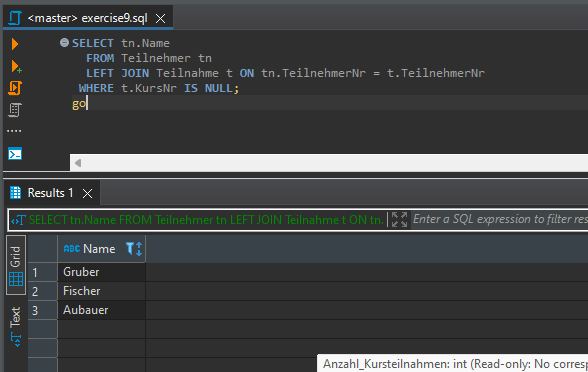 <master> exercise9.sql
SELECT tn.Name
FROM Teilnehmer tn
LEFT JOIN Teilnahme t ON tn.TeilnehmerNr = t.TeilnehmerNr
WHERE t.KursNr IS NULL;
go
Results 1
SELECT tn.Name FROM Teilnehmer tn LEFT JOIN Teilnahme t ON tn. Enter a SQL expression to filter res
Grid
Text
ABC Name
1 Gruber
2 Fischer
3 Aubauer
Anzahl_Kursteilnahmen: int (Read-only: No corresp